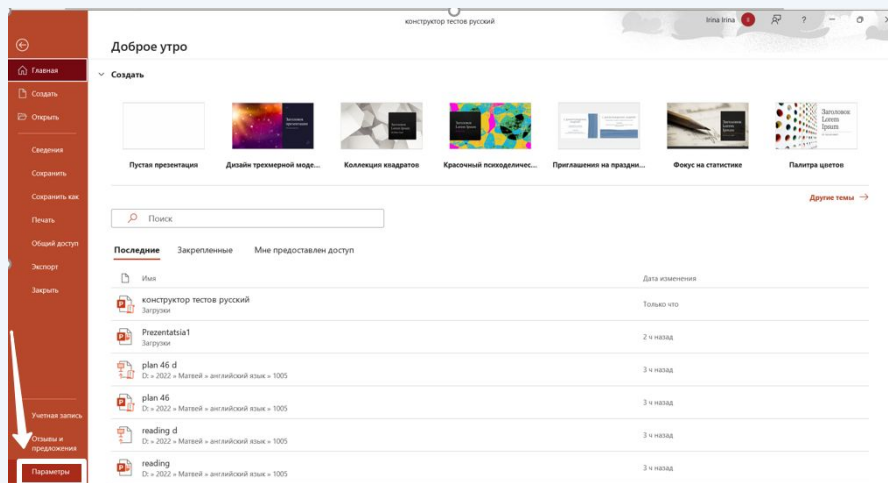 конструктор тестов русский
Irina Irina
?
Доброе утро
Главная
Создать
Открыть
Сведения
Сохранить
Сохранить как
Печать
Общий доступ
Экспорт
Закрыть
Учетная запись
Отзывы и
предложения
Параметры
Создать
Заголовок
Lorem
Ipsum
Пустая презентация
Дизайн трехмерной моде...
Коллекция квадратов
Красочный психоделичес...
Приглашения на праздни...
Фокус на статистике
Палитра цветов
Другие темы
Поиск
Последние Закрепленные Мне предоставлен доступ
Имя Дата изменения
конструктор тестов русский
Загрузки
Только что
Prezentatsia1
Загрузки
2 ч назад
plan 46 d
D: » 2022 » Матвей » английский язык » 1005
3 ч назад
plan 46
D: » 2022 » Матвей » английский язык » 1005
3 ч назад
reading d
D: » 2022 » Матвей » английский язык » 1005
3 ч назад
reading
D: » 2022 » Матвей » английский язык » 1005
3 ч назад